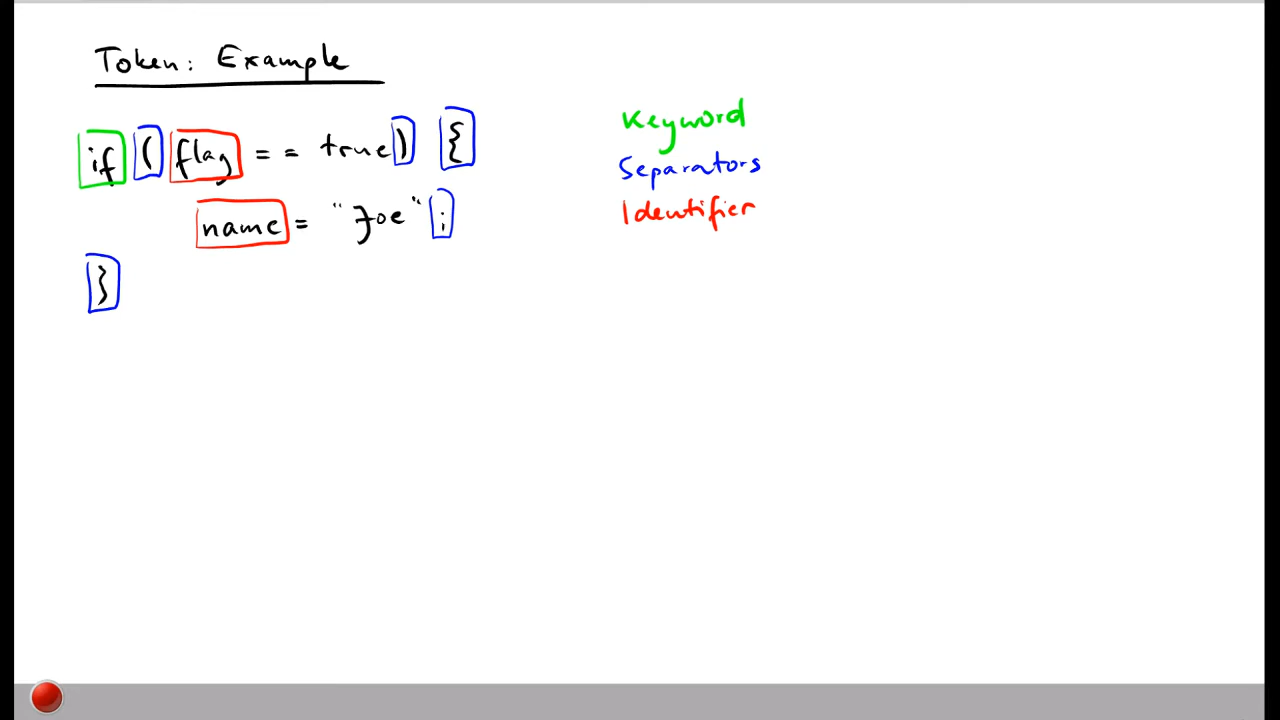 Token: Example
if ( flag == true) {
name = "Joe" ;
}
Keyword
Separators
Identifier